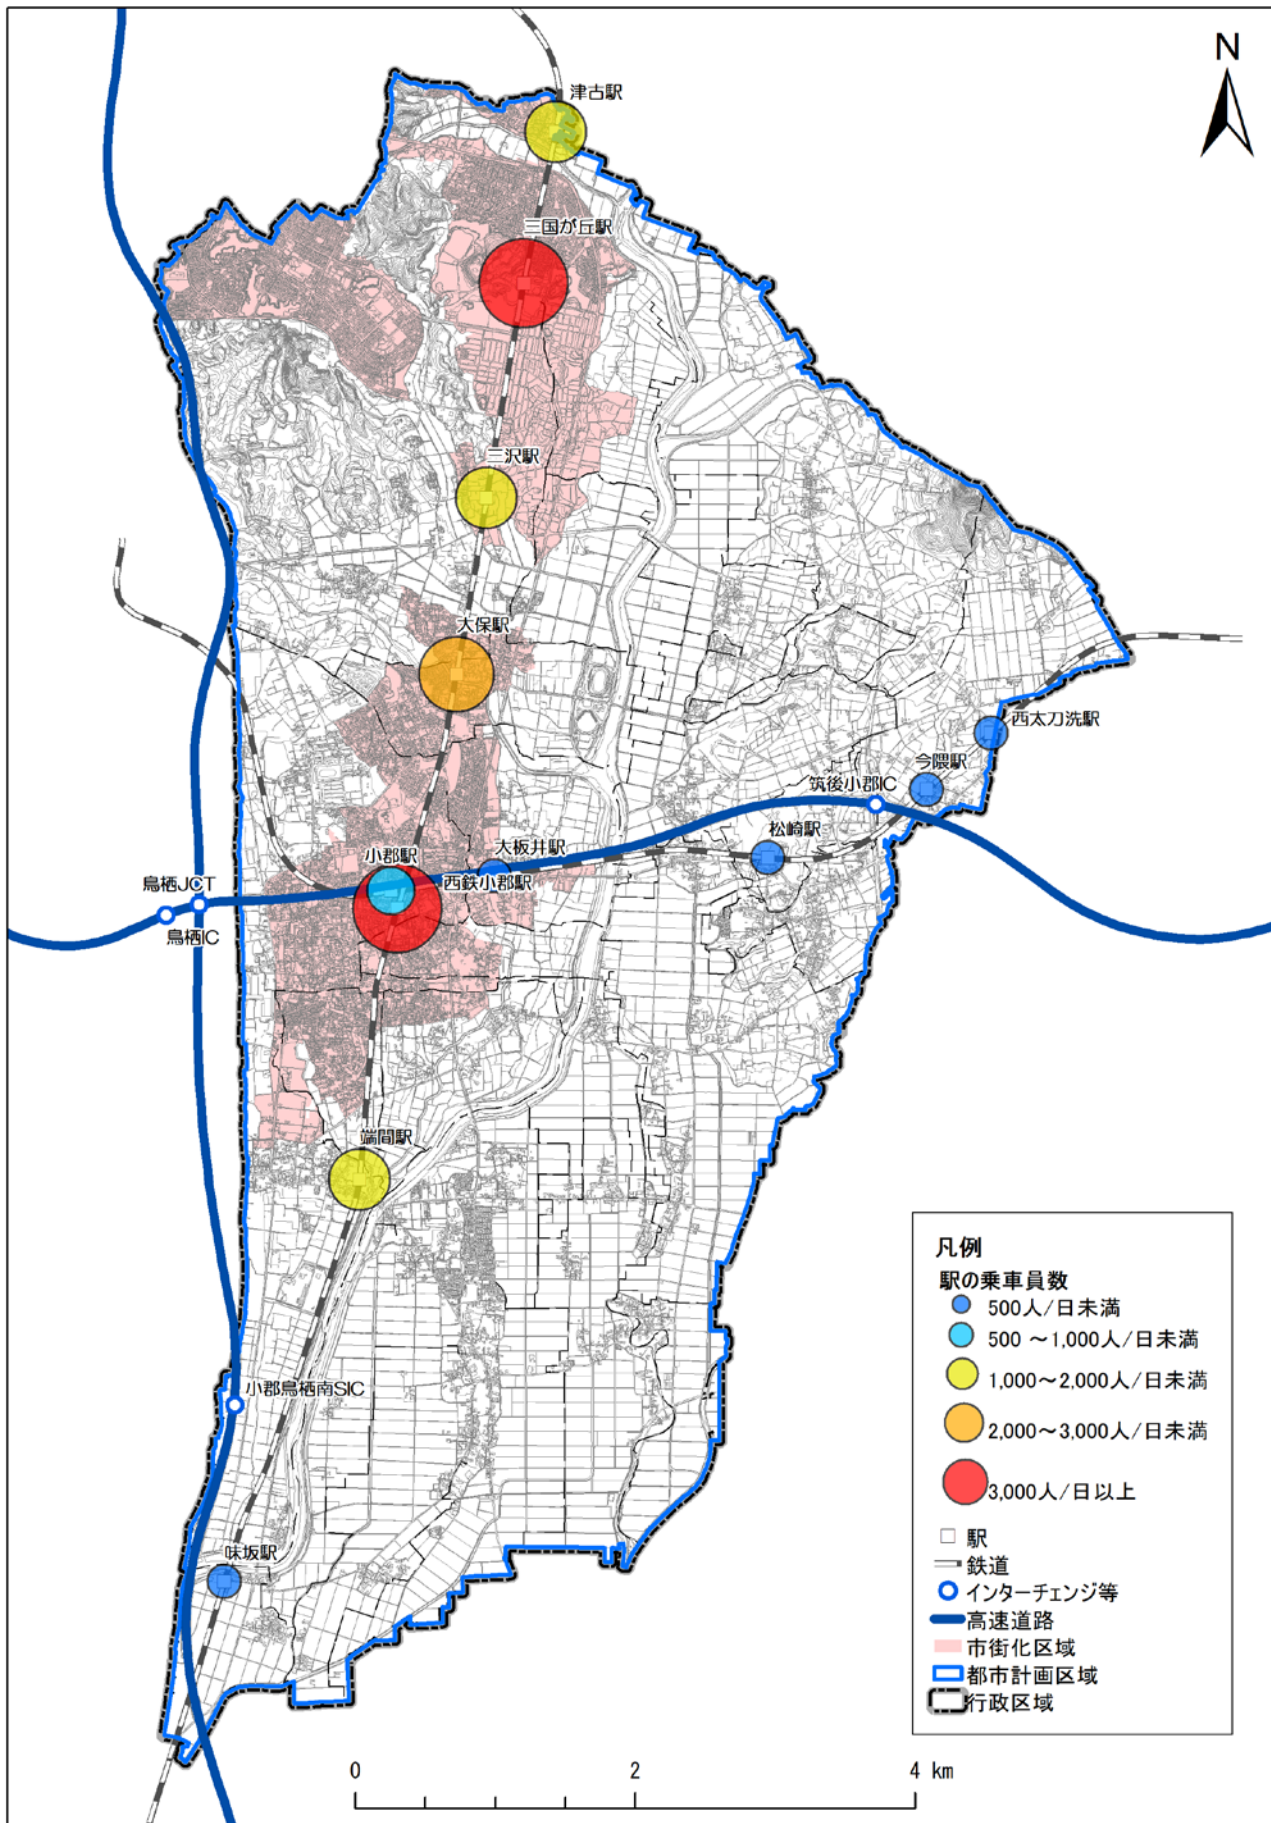 N
津古駅
三国が丘駅
三沢駅
大保駅
西太刀洗駅
今隈駅
筑後小郡IC
松崎駅
大板井駅
小郡駅
西鉄小郡駅
鳥栖JCT
鳥栖IC
端間駅
小郡鳥栖南SIC
味坂駅
凡例
駅の乗車員数
500人/日未満
500 ～1,000人/日未満
1,000～2,000人/日未満
2,000～3,000人/日未満
3,000人/日以上
駅
鉄道
インターチェンジ等
高速道路
市街化区域
都市計画区域
行政区域
0 2 4 km